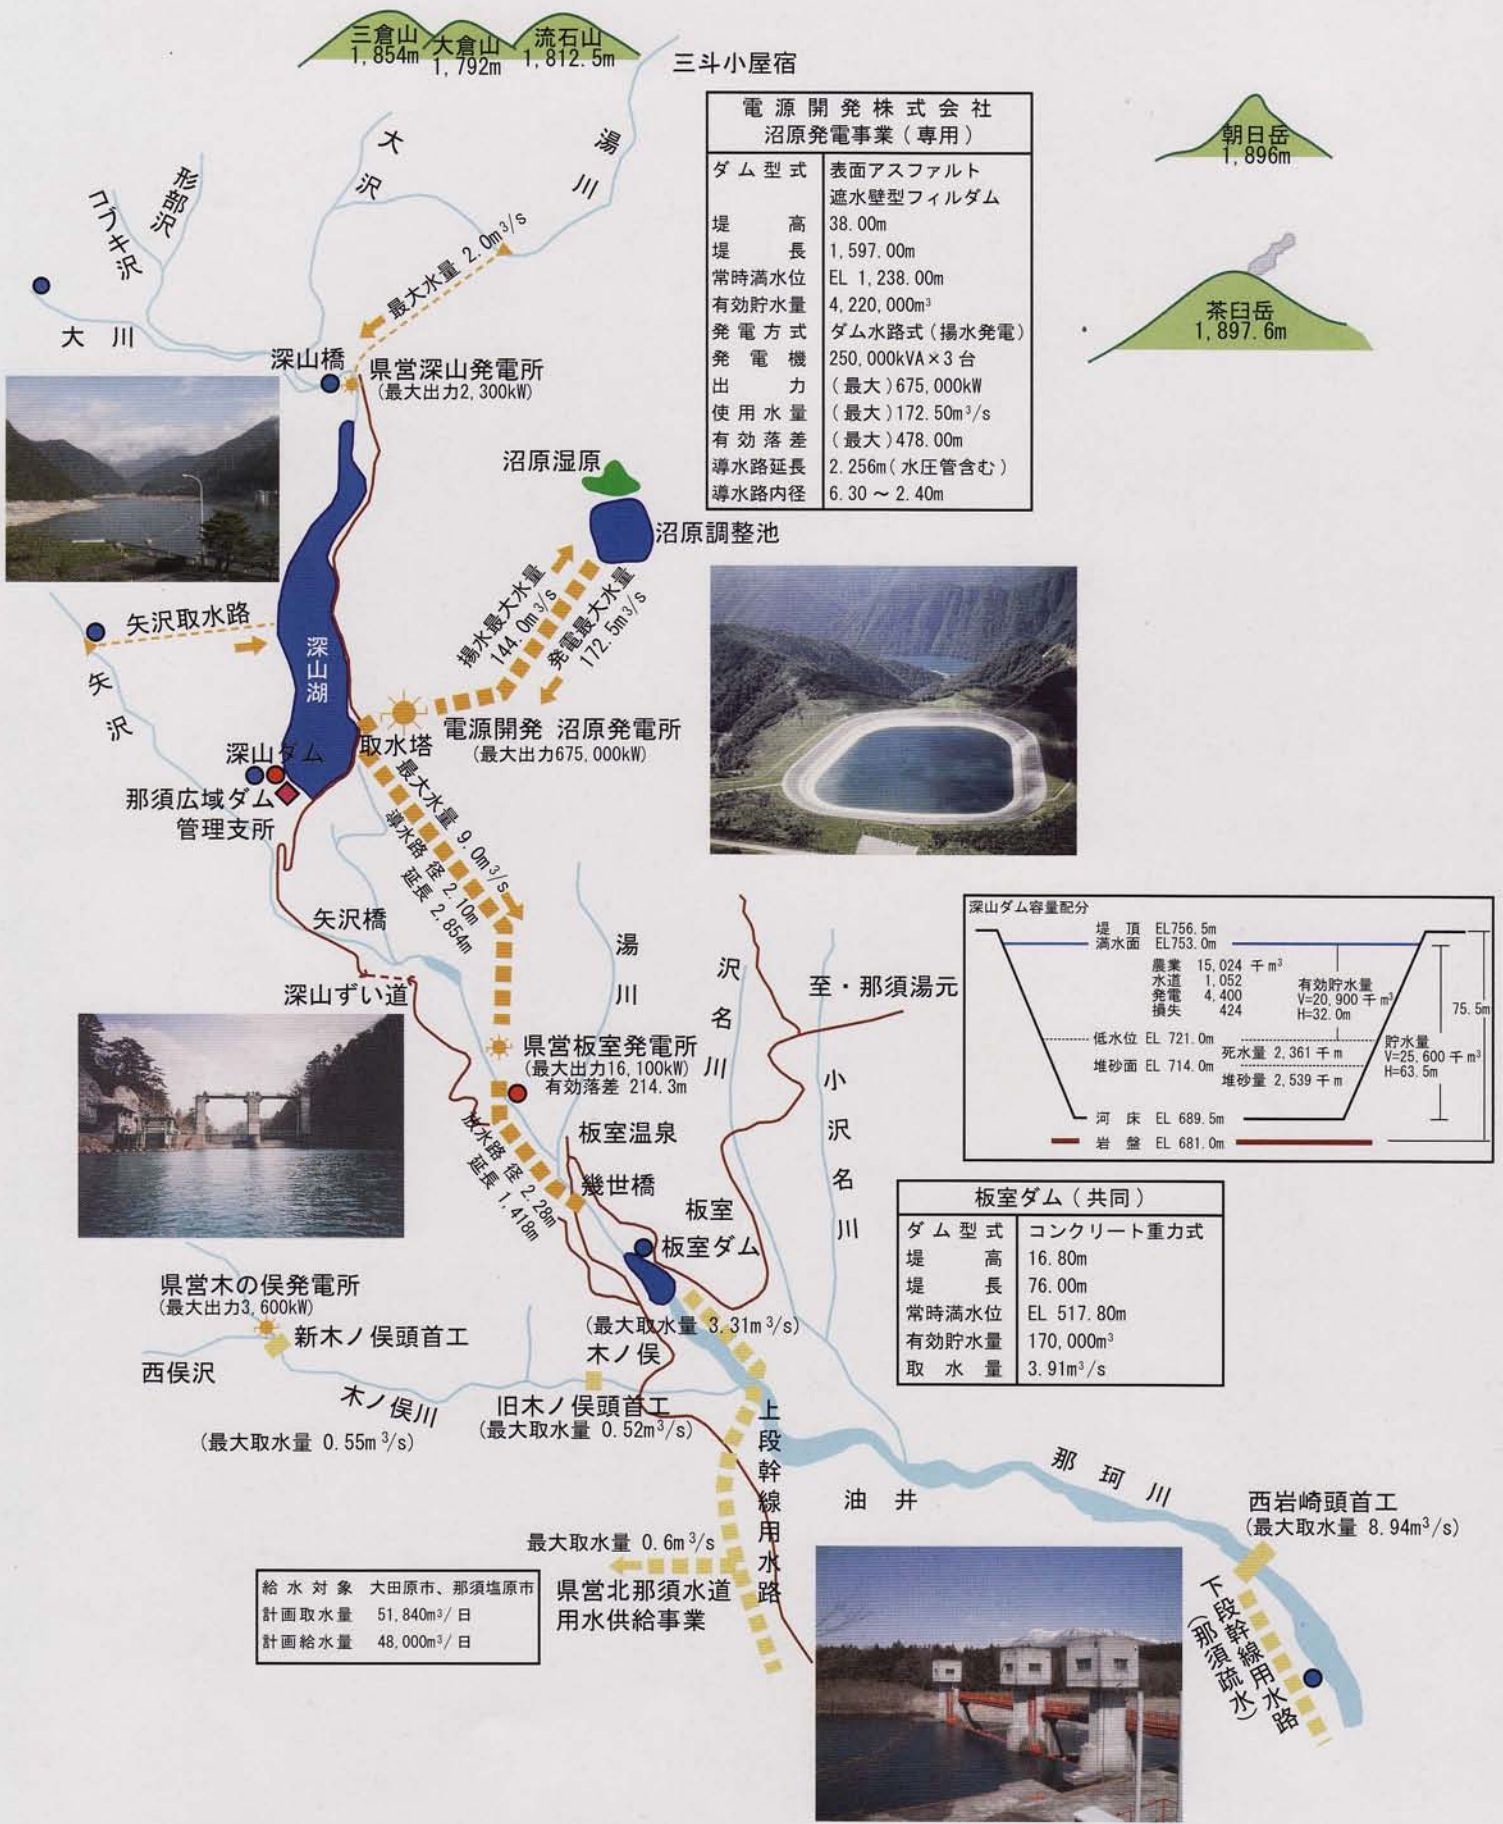 三倉山
1,854m
大倉山
1,792m
流石山
1,812.5m
三斗小屋宿
朝日岳
1,896m
茶臼岳
1,897.6m
電源開発株式会社
沼原発電事業(専用)
ダム型式 表面アスファルト
遮水壁型フィルダム
堤高 38.00m
堤長 1,597.00m
常時満水位 EL 1,238.00m
有効貯水量 4,220,000m³
発電方式 ダム水路式(揚水発電)
発電機 250,000kVA×3台
出力 (最大)675,000kW
使用水量 (最大)172.50m³/s
有効落差 (最大)478.00m
導水路延長 2.256m(水圧管含む)
導水路内径 6.30～2.40m
大沢
湯川
形部沢
コブキ沢
大川
最大水量 2.0m³/s
深山橋
県営深山発電所
(最大出力2,300kW)
沼原湿原
沼原調整池
揚水最大水量
144.0m³/s
発電最大水量
172.5m³/s
矢沢取水路
矢沢
深山湖
電源開発 沼原発電所
(最大出力675,000kW)
取水塔
深山ダム
那須広域ダム
管理支所
最大水量 9.0m³/s
導水路 径 2.10m
延長 2,854m
矢沢橋
深山ずい道
湯川
沢名川
至・那須湯元
小沢名川
県営板室発電所
(最大出力16,100kW)
有効落差 214.3m
放水路 径 2.28m
延長 1,418m
板室温泉
幾世橋
板室
板室ダム
深山ダム容量配分
堤頂 EL756.5m
満水面 EL753.0m
農業 15,024 千m³
水道 1,052
発電 4,400
損失 424
有効貯水量
V=20,900 千m³
H=32.0m
75.5m
低水位 EL 721.0m
死水量 2,361 千m
堆砂面 EL 714.0m
堆砂量 2,539 千m
貯水量
V=25,600 千m³
H=63.5m
河床 EL 689.5m
岩盤 EL 681.0m
板室ダム(共同)
ダム型式 コンクリート重力式
堤高 16.80m
堤長 76.00m
常時満水位 EL 517.80m
有効貯水量 170,000m³
取水量 3.91m³/s
県営木の俣発電所
(最大出力3,600kW)
新木ノ俣頭首工
西俣沢
木ノ俣川
(最大取水量 0.55m³/s)
(最大取水量 3.31m³/s)
木ノ俣
旧木ノ俣頭首工
(最大取水量 0.52m³/s)
上段幹線用水路
油井
那珂川
西岩崎頭首工
(最大取水量 8.94m³/s)
下段幹線用水路
(那須疏水)
最大取水量 0.6m³/s
県営北那須水道
用水供給事業
給水対象 大田原市、那須塩原市
計画取水量 51,840m³/日
計画給水量 48,000m³/日